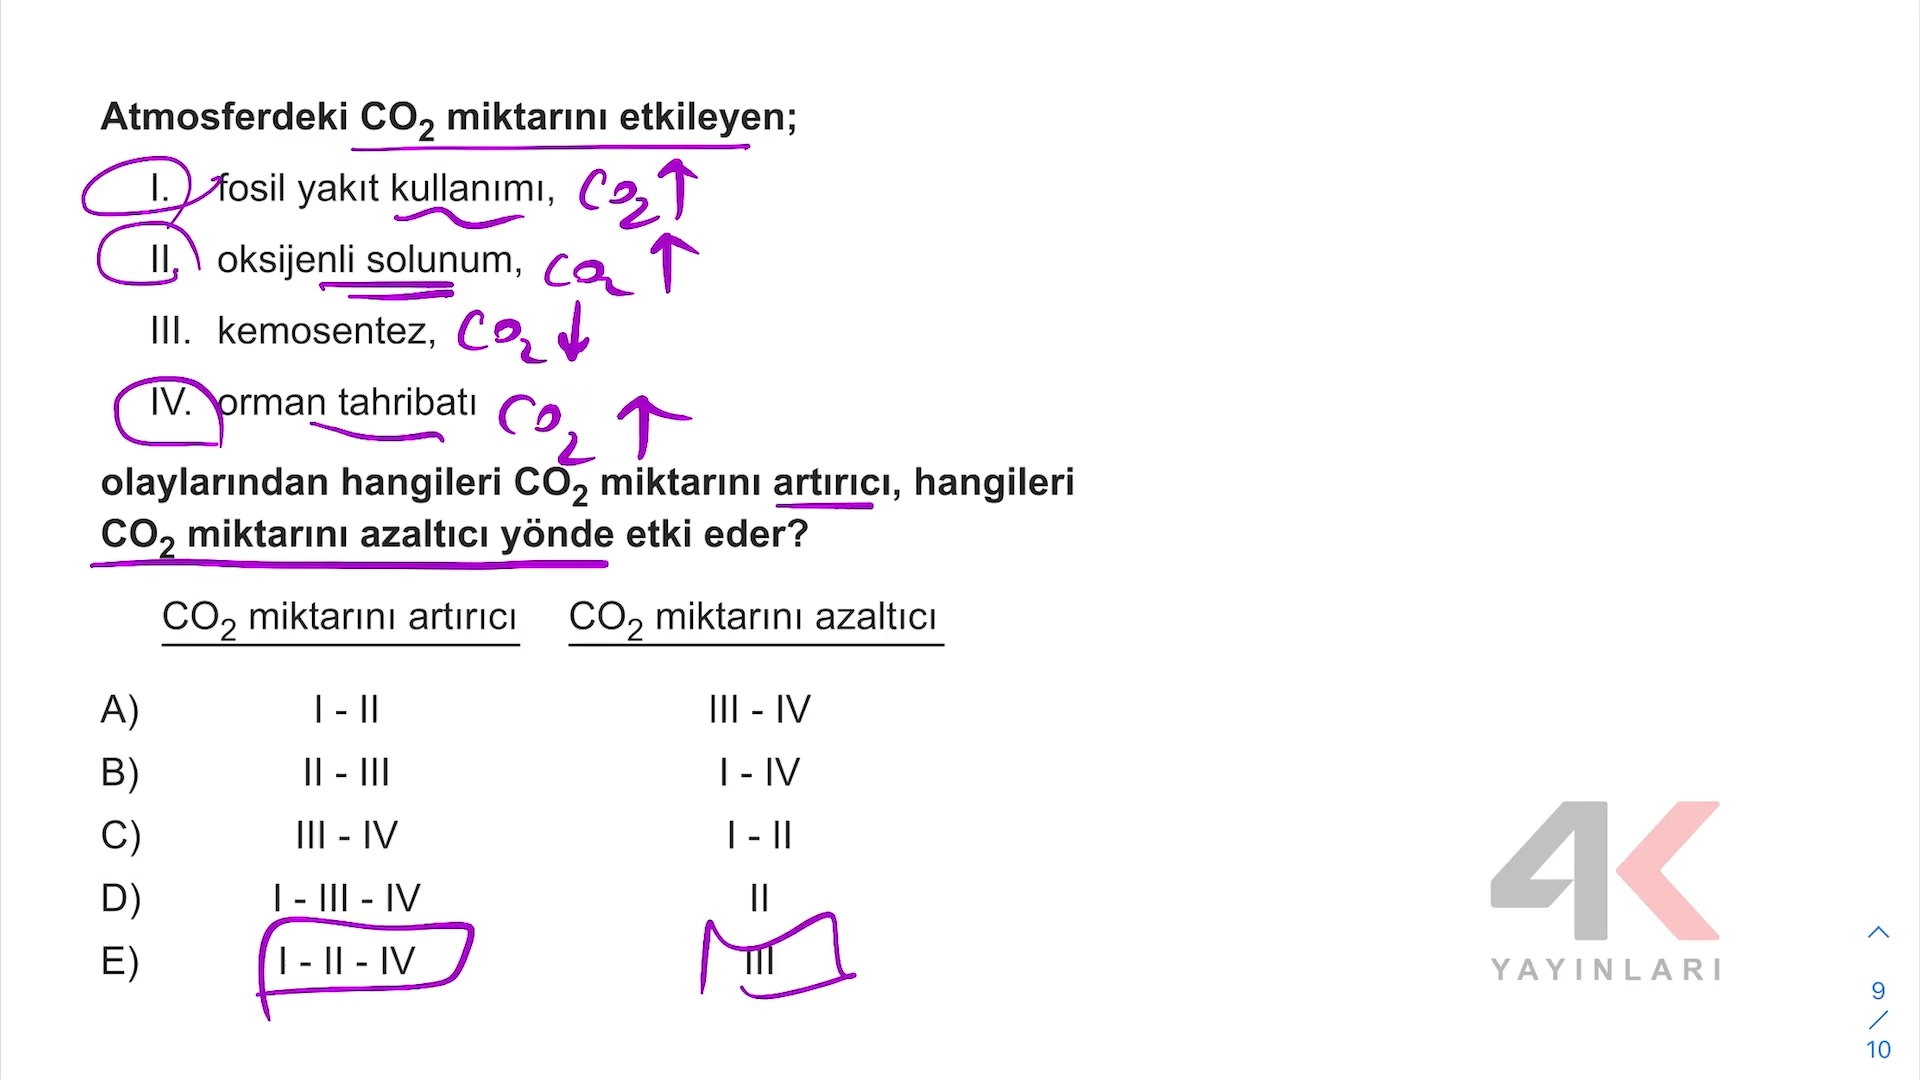 Atmosferdeki CO2 miktarını etkileyen;
I. fosil yakıt kullanımı, CO2 ↑
II. oksijenli solunum, CO2 ↑
III. kemosentez, CO2 ↓
IV. orman tahribatı CO2 ↑
olaylarından hangileri CO2 miktarını artırıcı, hangileri
CO2 miktarını azaltıcı yönde etki eder?
CO2 miktarını artırıcı CO2 miktarını azaltıcı
A) I - II III - IV
B) II - III I - IV
C) III - IV I - II
D) I - III - IV II
E) I - II - IV III
4K
YAYINLARI
9
/
10